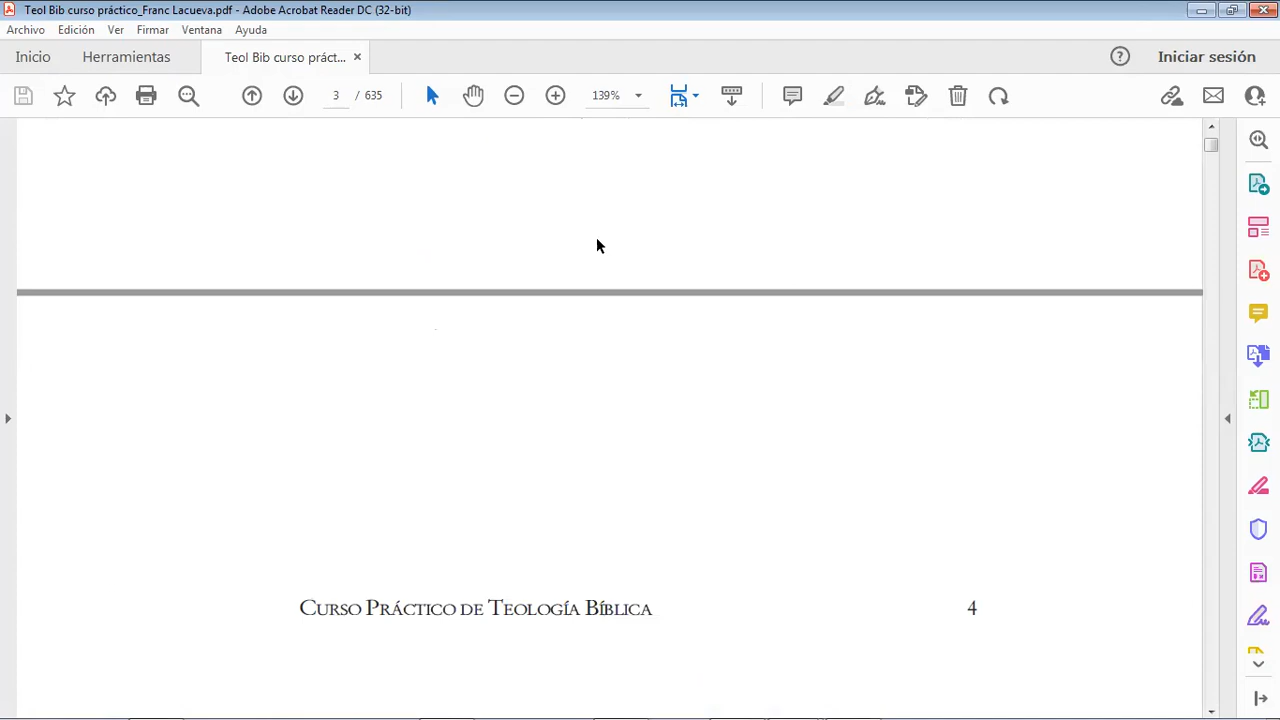 Teol Bib curso práctico_Franc Lacueva.pdf - Adobe Acrobat Reader DC (32-bit)
Archivo Edición Ver Firmar Ventana Ayuda
Inicio Herramientas Teol Bib curso práct... Iniciar sesión
3 / 635 139%
CURSO PRÁCTICO DE TEOLOGÍA BÍBLICA 4